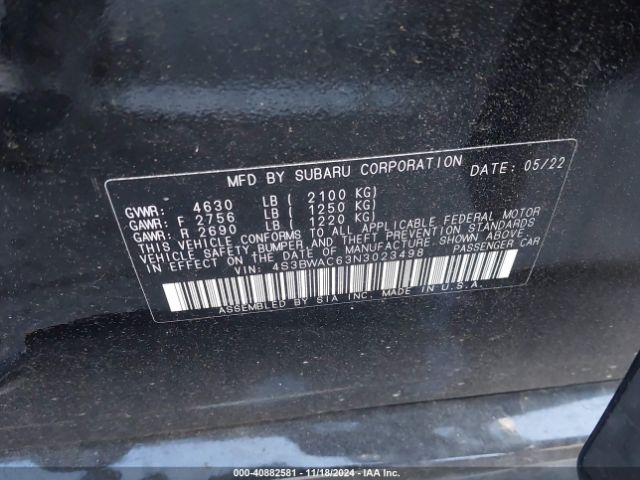 MFD BY SUBARU CORPORATION DATE: 05/22
GVWR: 4630 LB ( 2100 KG)
GAWR: F 2756 LB ( 1250 KG)
GAWR: R 2690 LB ( 1220 KG)
THIS VEHICLE CONFORMS TO ALL APPLICABLE FEDERAL MOTOR
VEHICLE SAFETY, BUMPER AND THEFT PREVENTION STANDARDS
IN EFFECT ON THE DATE OF MANUFACTURE SHOWN ABOVE.
VIN: 4S3BWAC63N3023498 PASSENGER CAR
ASSEMBLED BY SIA INC. MADE IN U.S.A.
000-40882581 - 11/18/2024 - IAA Inc.